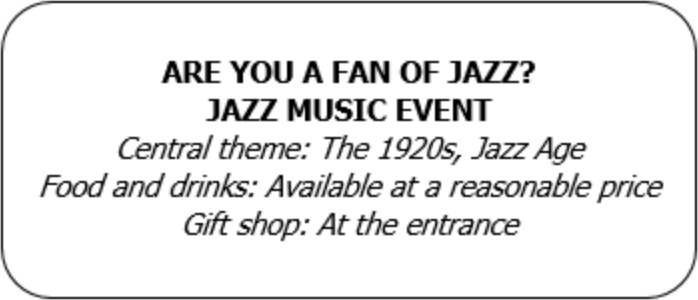 ARE YOU A FAN OF JAZZ?
JAZZ MUSIC EVENT
Central theme: The 1920s, Jazz Age
Food and drinks: Available at a reasonable price
Gift shop: At the entrance